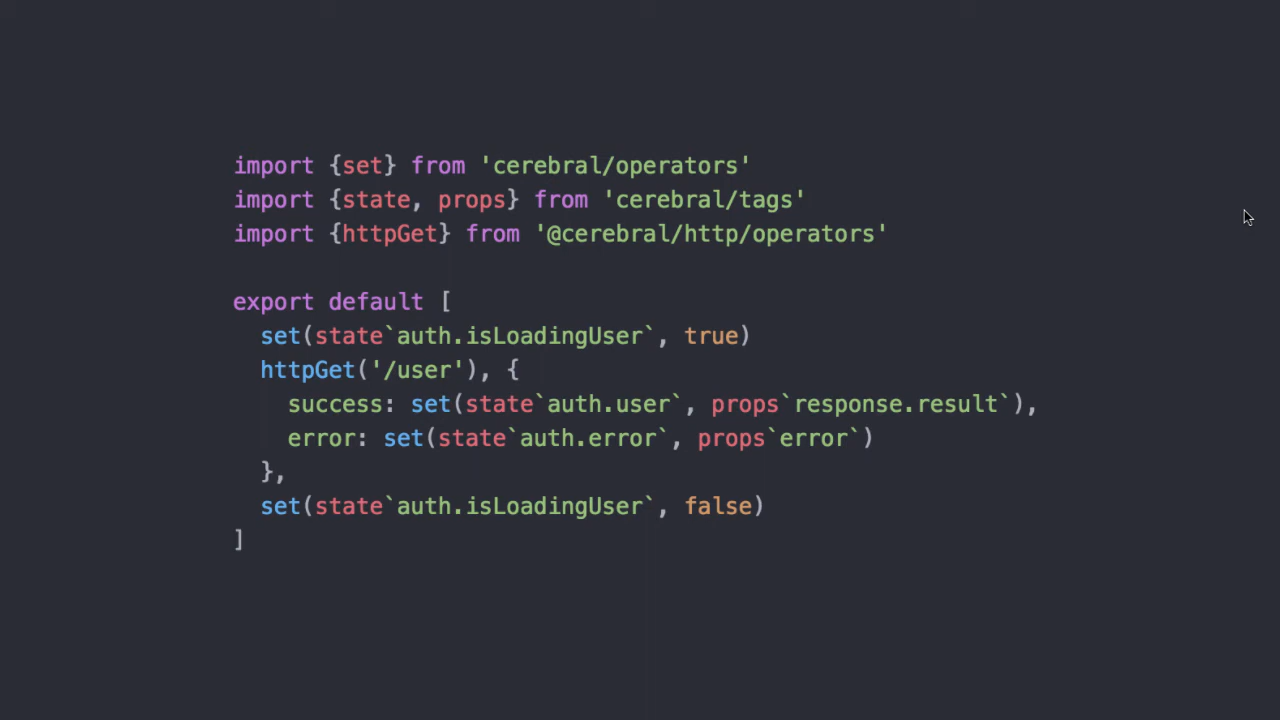 import {set} from 'cerebral/operators'
import {state, props} from 'cerebral/tags'
import {httpGet} from '@cerebral/http/operators'

export default [
  set(state`auth.isLoadingUser`, true)
  httpGet('/user'), {
    success: set(state`auth.user`, props`response.result`),
    error: set(state`auth.error`, props`error`)
  },
  set(state`auth.isLoadingUser`, false)
]